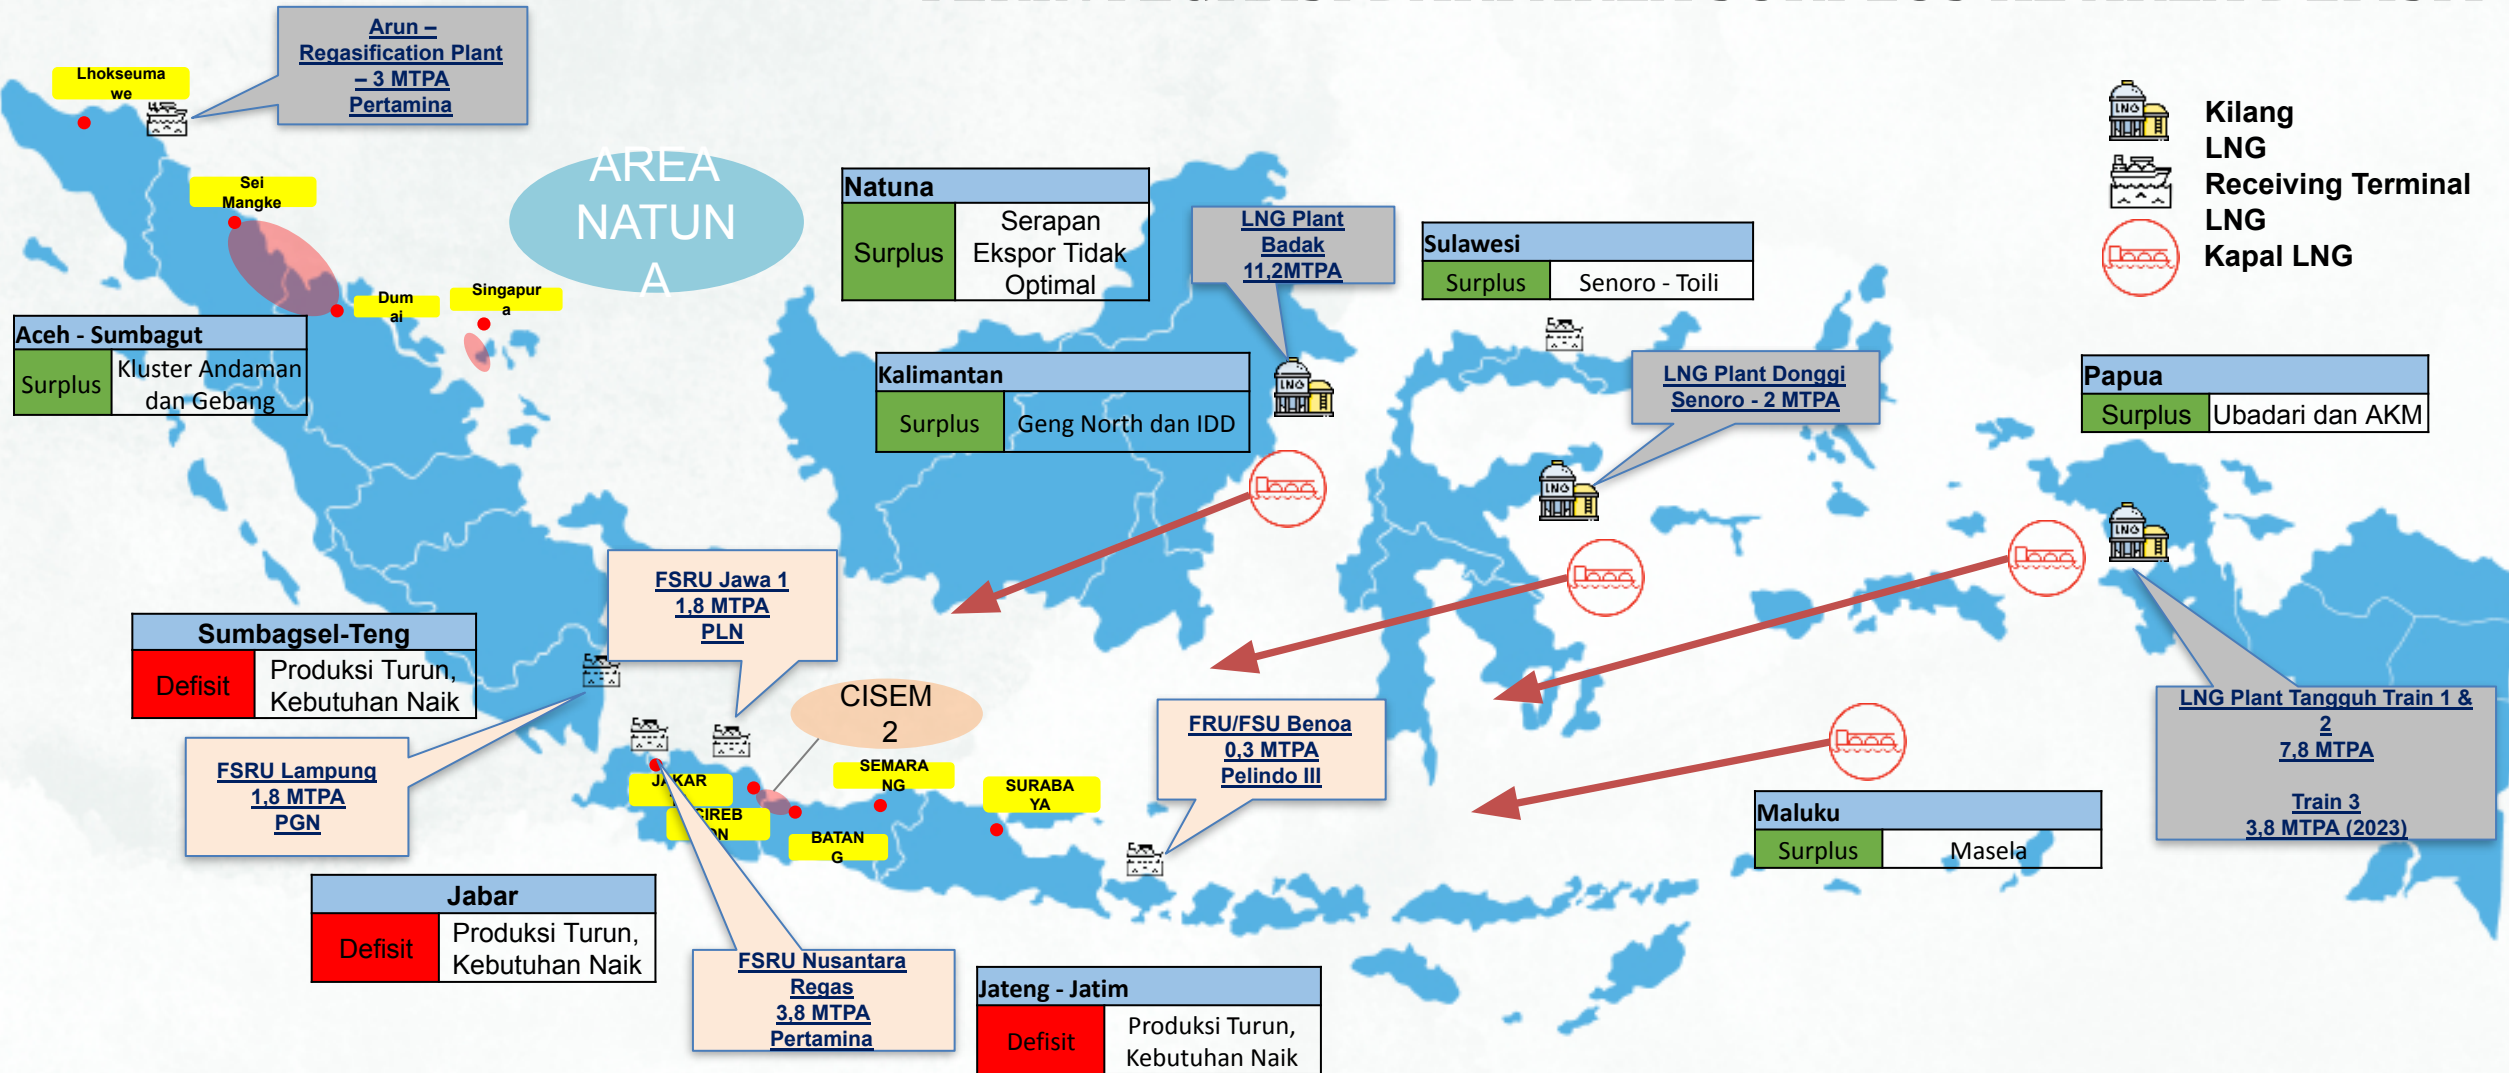 Arun –
Regasification Plant
– 3 MTPA
Pertamina
Lhokseuma
we
Sei
Mangke
AREA
NATUN
A
Dum
ai
Singapur
a
Natuna
Surplus
Serapan
Ekspor Tidak
Optimal
LNG Plant
Badak
11,2MTPA
Sulawesi
Surplus
Senoro - Toili
Kilang
LNG
Receiving Terminal
LNG
Kapal LNG
Aceh - Sumbagut
Surplus
Kluster Andaman
dan Gebang
Kalimantan
Surplus
Geng North dan IDD
LNG Plant Donggi
Senoro - 2 MTPA
Papua
Surplus
Ubadari dan AKM
LNG
LNG
LNG
LNG
FSRU Jawa 1
1,8 MTPA
PLN
Sumbagsel-Teng
Defisit
Produksi Turun,
Kebutuhan Naik
CISEM
2
FRU/FSU Benoa
0,3 MTPA
Pelindo III
LNG Plant Tangguh Train 1 &
2
7,8 MTPA
Train 3
3,8 MTPA (2023)
FSRU Lampung
1,8 MTPA
PGN
JAKAR
CIREB
ON
BATAN
G
SEMARA
NG
SURABA
YA
Maluku
Surplus
Masela
Jabar
Defisit
Produksi Turun,
Kebutuhan Naik
FSRU Nusantara
Regas
3,8 MTPA
Pertamina
Jateng - Jatim
Defisit
Produksi Turun,
Kebutuhan Naik